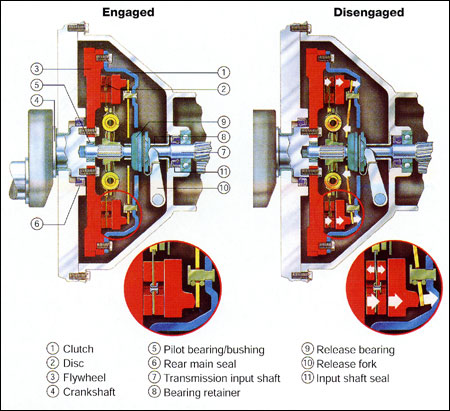 Engaged
Disengaged
3
5
4
6
1
2
9
8
7
11
10
1 Clutch
2 Disc
3 Flywheel
4 Crankshaft
5 Pilot bearing/bushing
6 Rear main seal
7 Transmission input shaft
8 Bearing retainer
9 Release bearing
10 Release fork
11 Input shaft seal